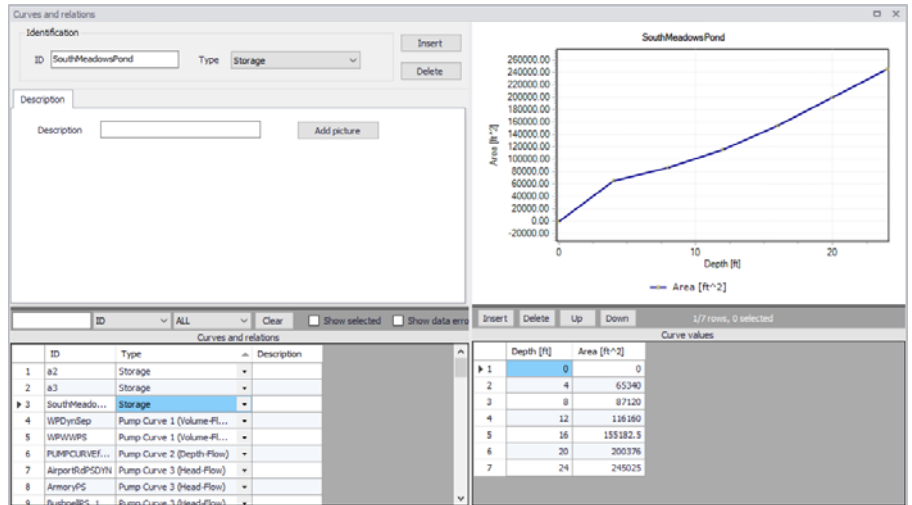 Curves and relations
Identification
ID SouthMeadowsPond Type Storage
Insert
Delete
Description
Description Add picture
SouthMeadowsPond
260000.00
240000.00
220000.00
200000.00
180000.00
160000.00
140000.00
120000.00
100000.00
80000.00
60000.00
40000.00
20000.00
0.00
-20000.00
Area [ft^2]
0 10 20
Depth [ft]
Area [ft^2]
ID ALL Clear Show selected Show data erro
Curves and relations
ID Type Description
1 a2 Storage
2 a3 Storage
3 SouthMeado... Storage
4 WPDynSep Pump Curve 1 (Volume-Fl...
5 WPWWPS Pump Curve 1 (Volume-Fl...
6 PUMPCURVEf... Pump Curve 2 (Depth-Flow)
7 AirportRdPSDYN Pump Curve 3 (Head-Flow)
8 ArmoryPS Pump Curve 3 (Head-Flow)
9 BushnellPS_1 Pump Curve 3 (Head-Flow)
Insert Delete Up Down 1/7 rows, 0 selected
Curve values
Depth [ft] Area [ft^2]
1 0 0
2 4 65340
3 8 87120
4 12 116160
5 16 155182.5
6 20 200376
7 24 245025